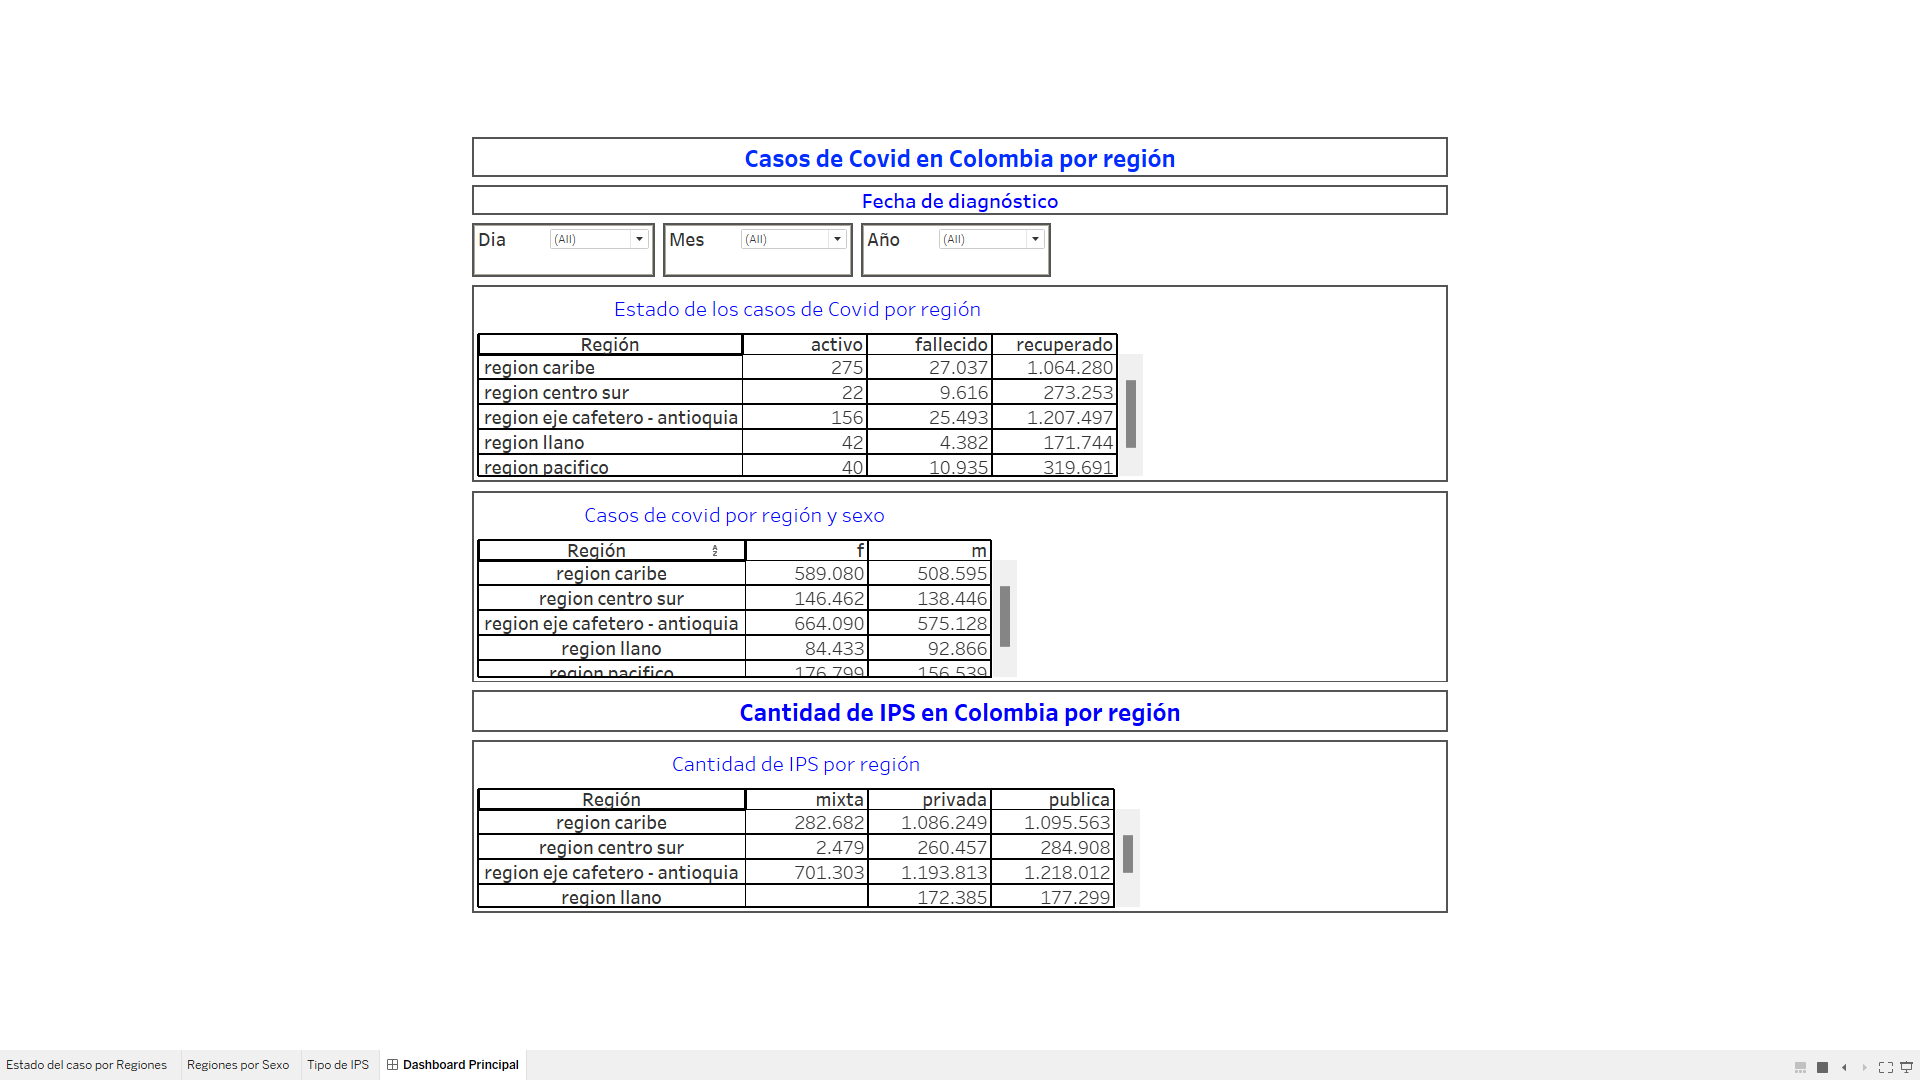 Casos de Covid en Colombia por región
Fecha de diagnóstico
Dia (All) Mes (All) Año (All)
Estado de los casos de Covid por región
Región activo fallecido recuperado
region caribe 275 27.037 1.064.280
region centro sur 22 9.616 273.253
region eje cafetero - antioquia 156 25.493 1.207.497
region llano 42 4.382 171.744
region pacifico 40 10.935 319.691
Casos de covid por región y sexo
Región f m
region caribe 589.080 508.595
region centro sur 146.462 138.446
region eje cafetero - antioquia 664.090 575.128
region llano 84.433 92.866
region pacifico 176.799 156.539
Cantidad de IPS en Colombia por región
Cantidad de IPS por región
Región mixta privada publica
region caribe 282.682 1.086.249 1.095.563
region centro sur 2.479 260.457 284.908
region eje cafetero - antioquia 701.303 1.193.813 1.218.012
region llano 172.385 177.299
Estado del caso por Regiones Regiones por Sexo Tipo de IPS Dashboard Principal